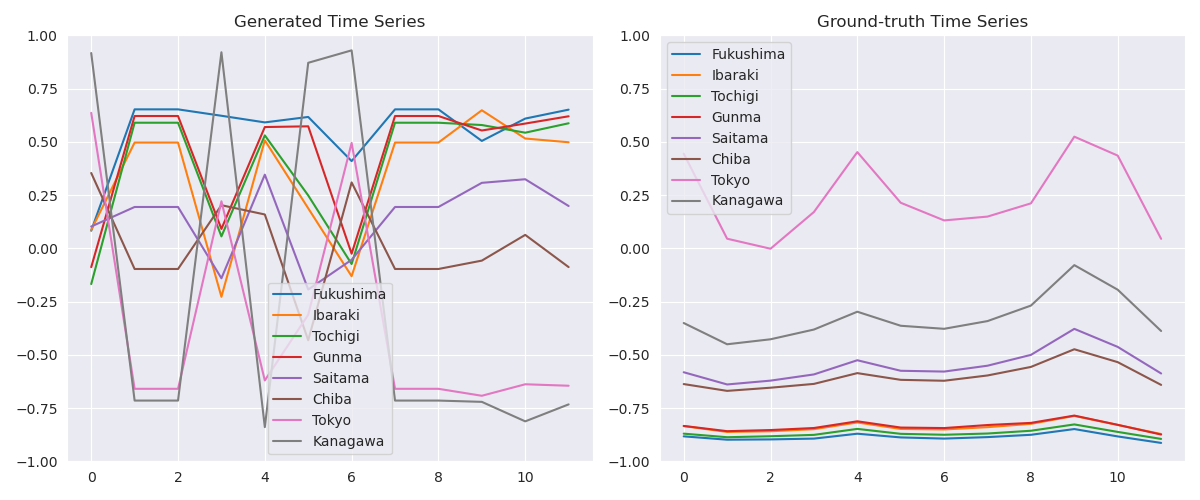 Generated Time Series
1.00
0.75
0.50
0.25
0.00
−0.25
−0.50
−0.75
−1.00
0 2 4 6 8 10
Fukushima
Ibaraki
Tochigi
Gunma
Saitama
Chiba
Tokyo
Kanagawa
Ground-truth Time Series
1.00
0.75
0.50
0.25
0.00
−0.25
−0.50
−0.75
−1.00
0 2 4 6 8 10
Fukushima
Ibaraki
Tochigi
Gunma
Saitama
Chiba
Tokyo
Kanagawa